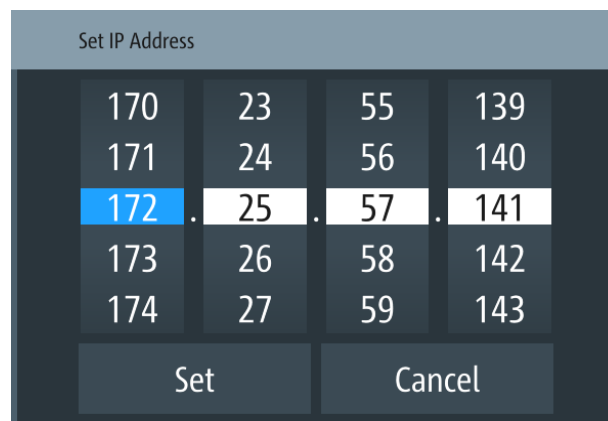 Set IP Address
170 23 55 139
171 24 56 140
172 . 25 . 57 . 141
173 26 58 142
174 27 59 143
Set Cancel